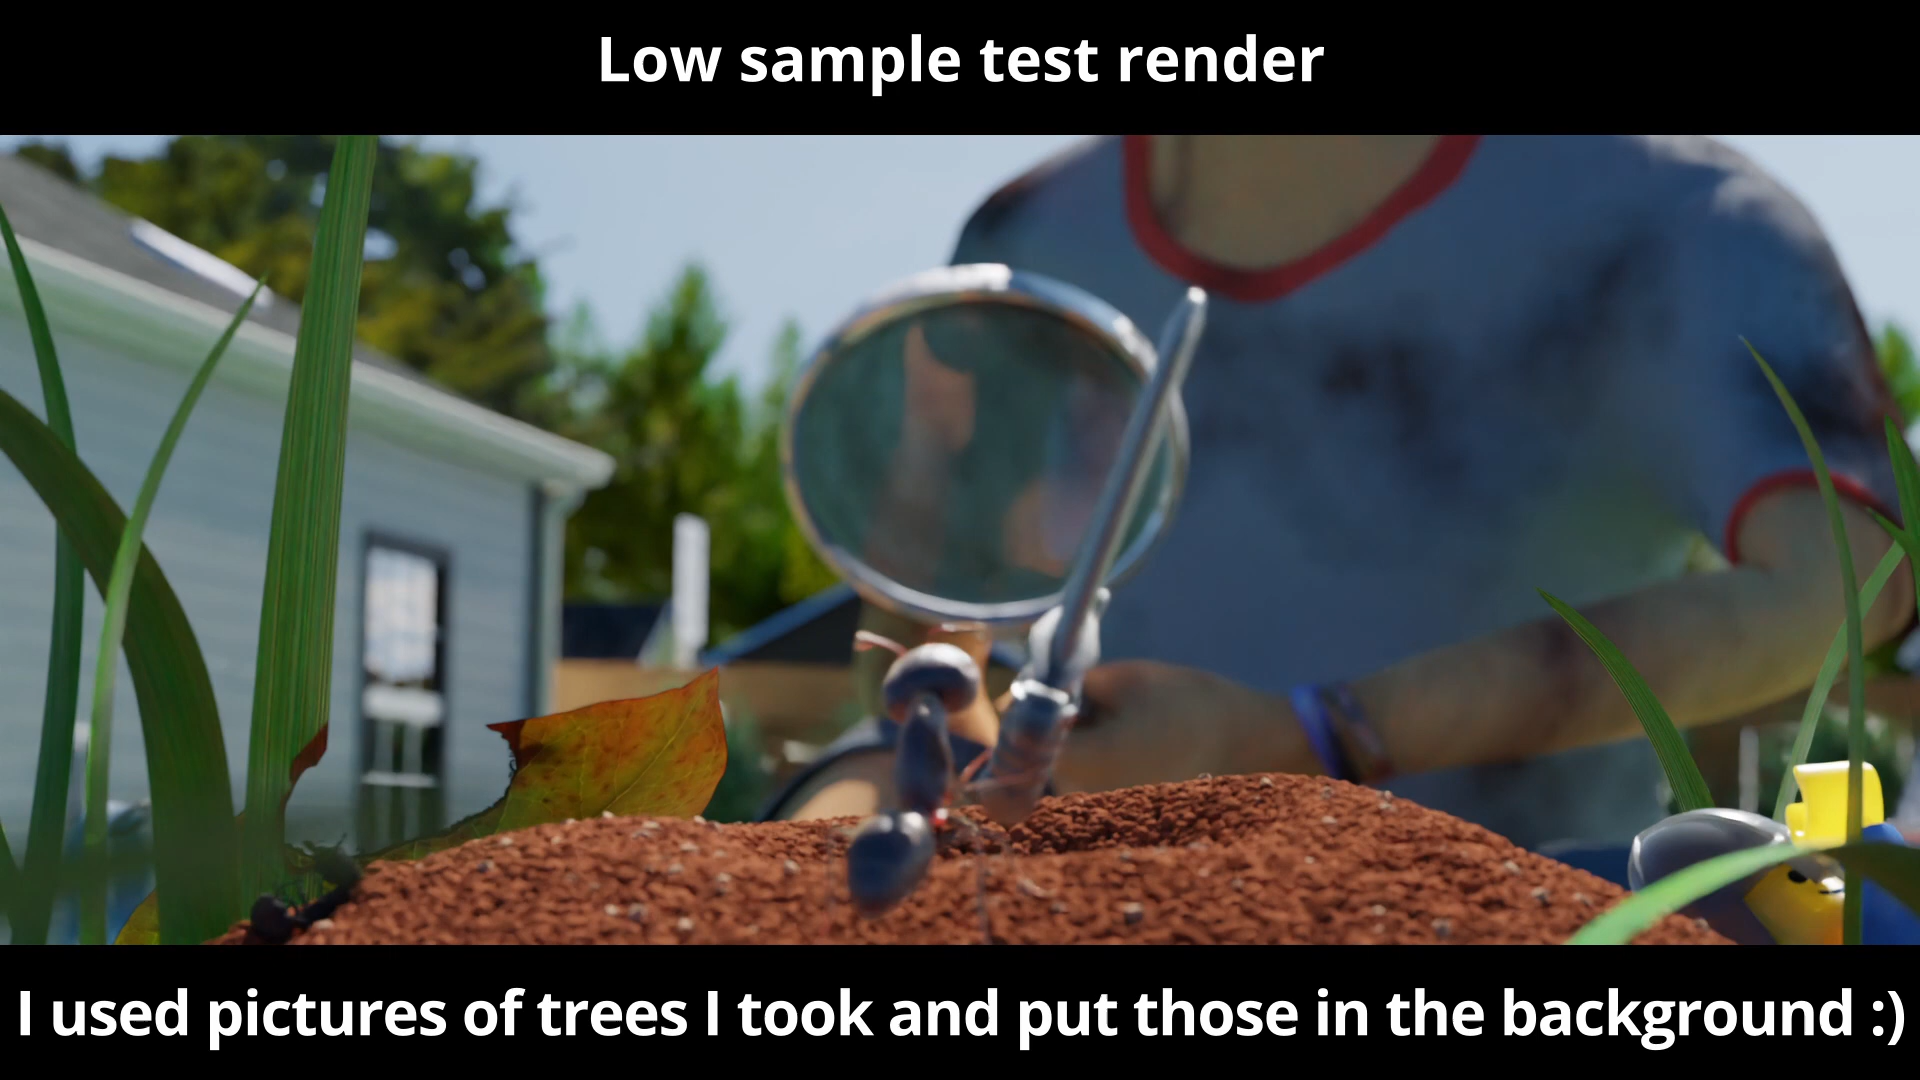 Low sample test render
I used pictures of trees I took and put those in the background :)